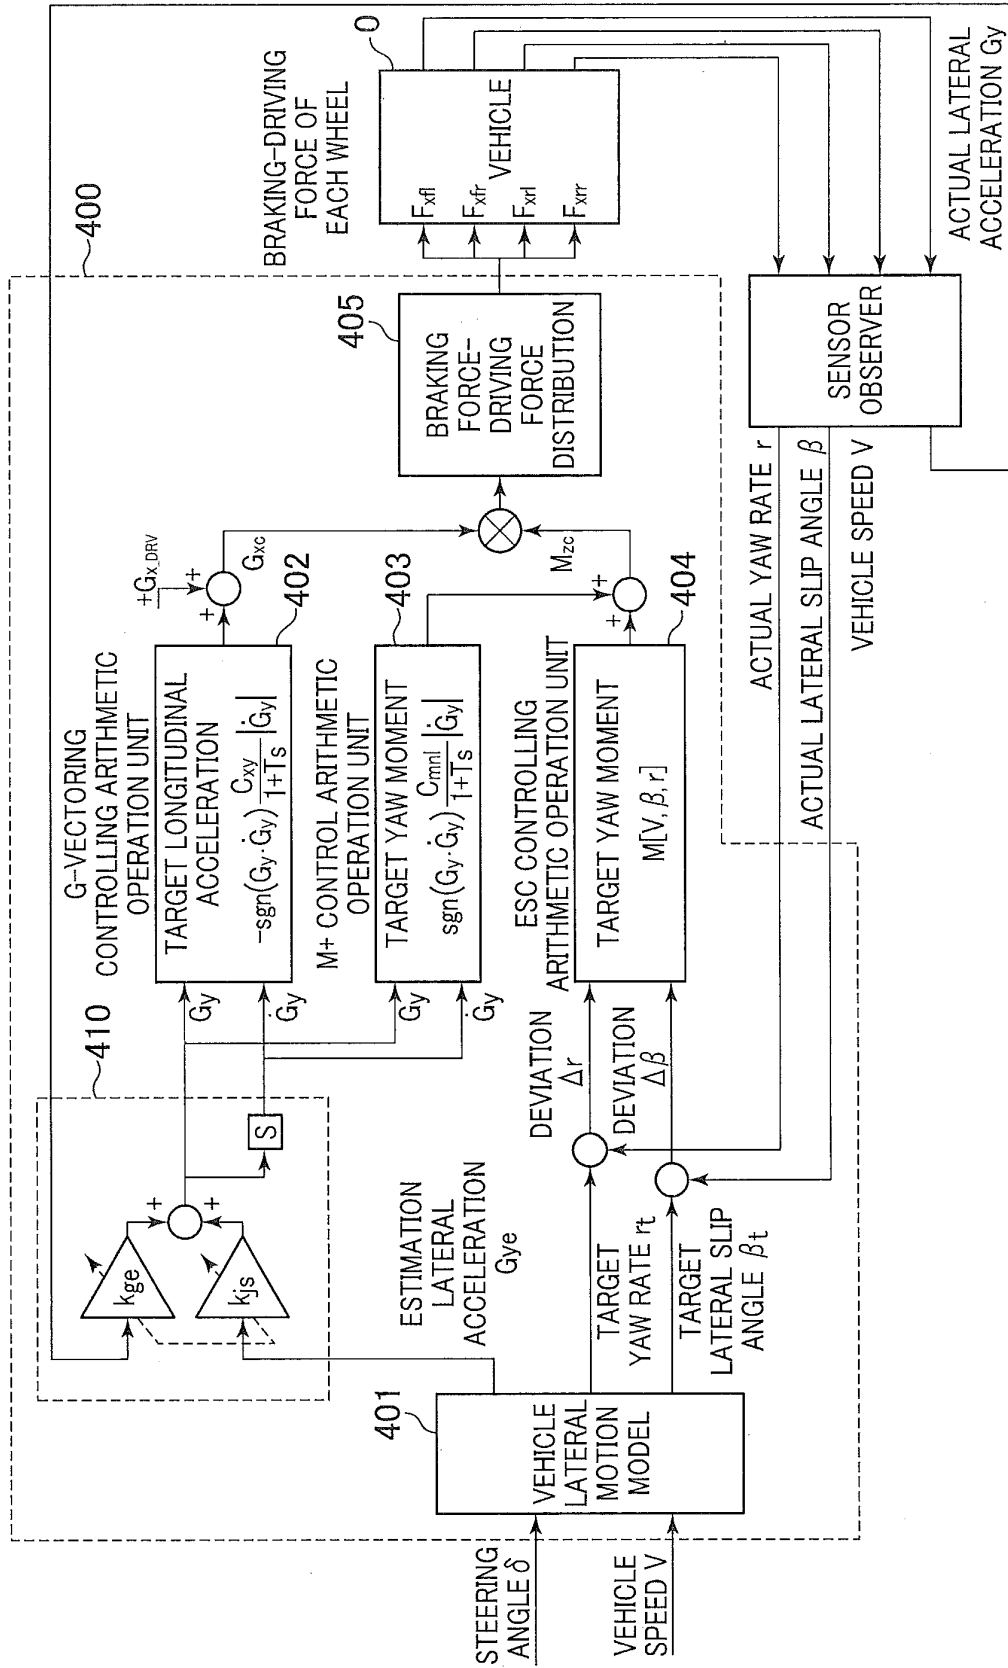 400
BRAKING-DRIVING
FORCE OF
EACH WHEEL
0
410
G-VECTORING
CONTROLLING ARITHMETIC
OPERATION UNIT
TARGET LONGITUDINAL
ACCELERATION
-sgn(Gy·Ġy) Cxy/(1+Ts) |Ġy|
402
+Gx_DRV
+
+
Gxc
kge
kjs
+
+
S
Gy
Ġy
M+ CONTROL ARITHMETIC
OPERATION UNIT
TARGET YAW MOMENT
sgn(Gy·Ġy) Cmnl/(1+Ts) |Ġy|
403
Gy
Ġy
405
BRAKING
FORCE-
DRIVING
FORCE
DISTRIBUTION
Fxfl
Fxfr
Fxrl
Fxrr
VEHICLE
Mzc
+
+
ESC CONTROLLING
ARITHMETIC OPERATION UNIT
TARGET YAW MOMENT
M[V,β,r]
404
ESTIMATION
LATERAL
ACCELERATION
Gye
DEVIATION
Δr
DEVIATION
Δβ
401
VEHICLE
LATERAL
MOTION
MODEL
STEERING
ANGLE δ
VEHICLE
SPEED V
TARGET
YAW RATE rt
TARGET
LATERAL SLIP
ANGLE βt
ACTUAL YAW RATE r
ACTUAL LATERAL SLIP ANGLE β
VEHICLE SPEED V
SENSOR
OBSERVER
ACTUAL LATERAL
ACCELERATION Gy